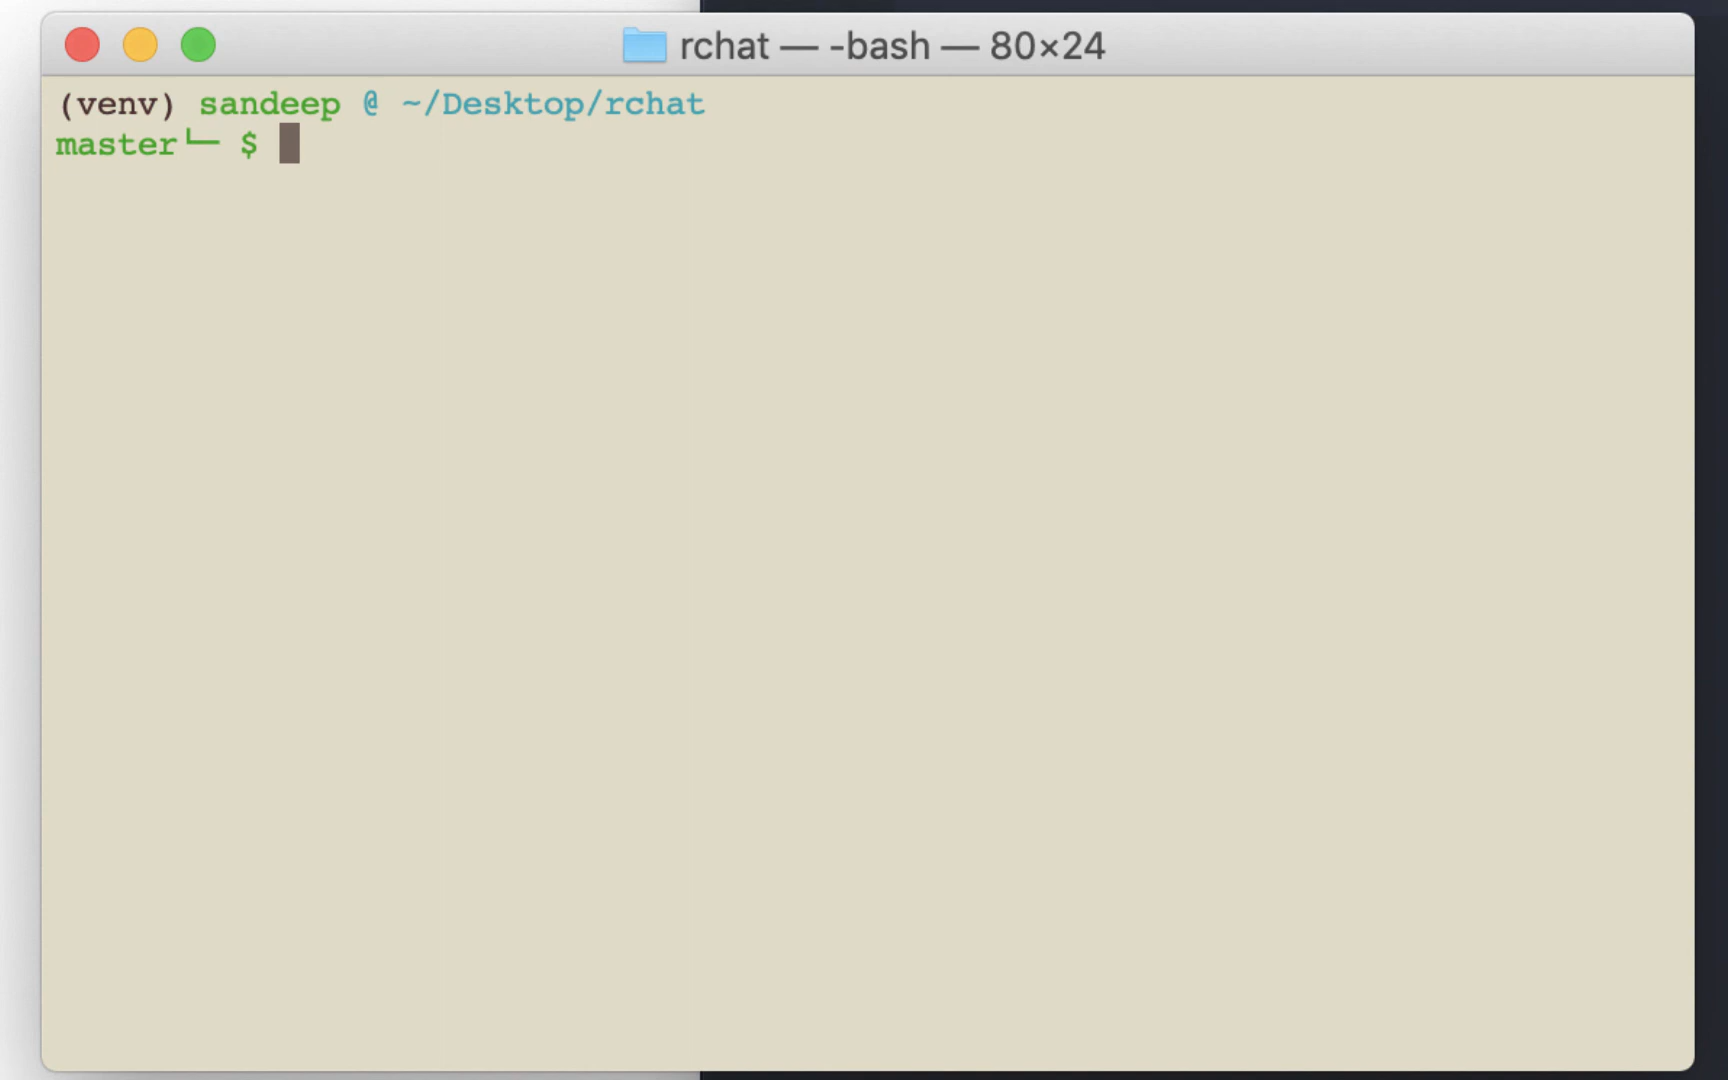 rchat — -bash — 80×24
(venv) sandeep @ ~/Desktop/rchat
master└─ $